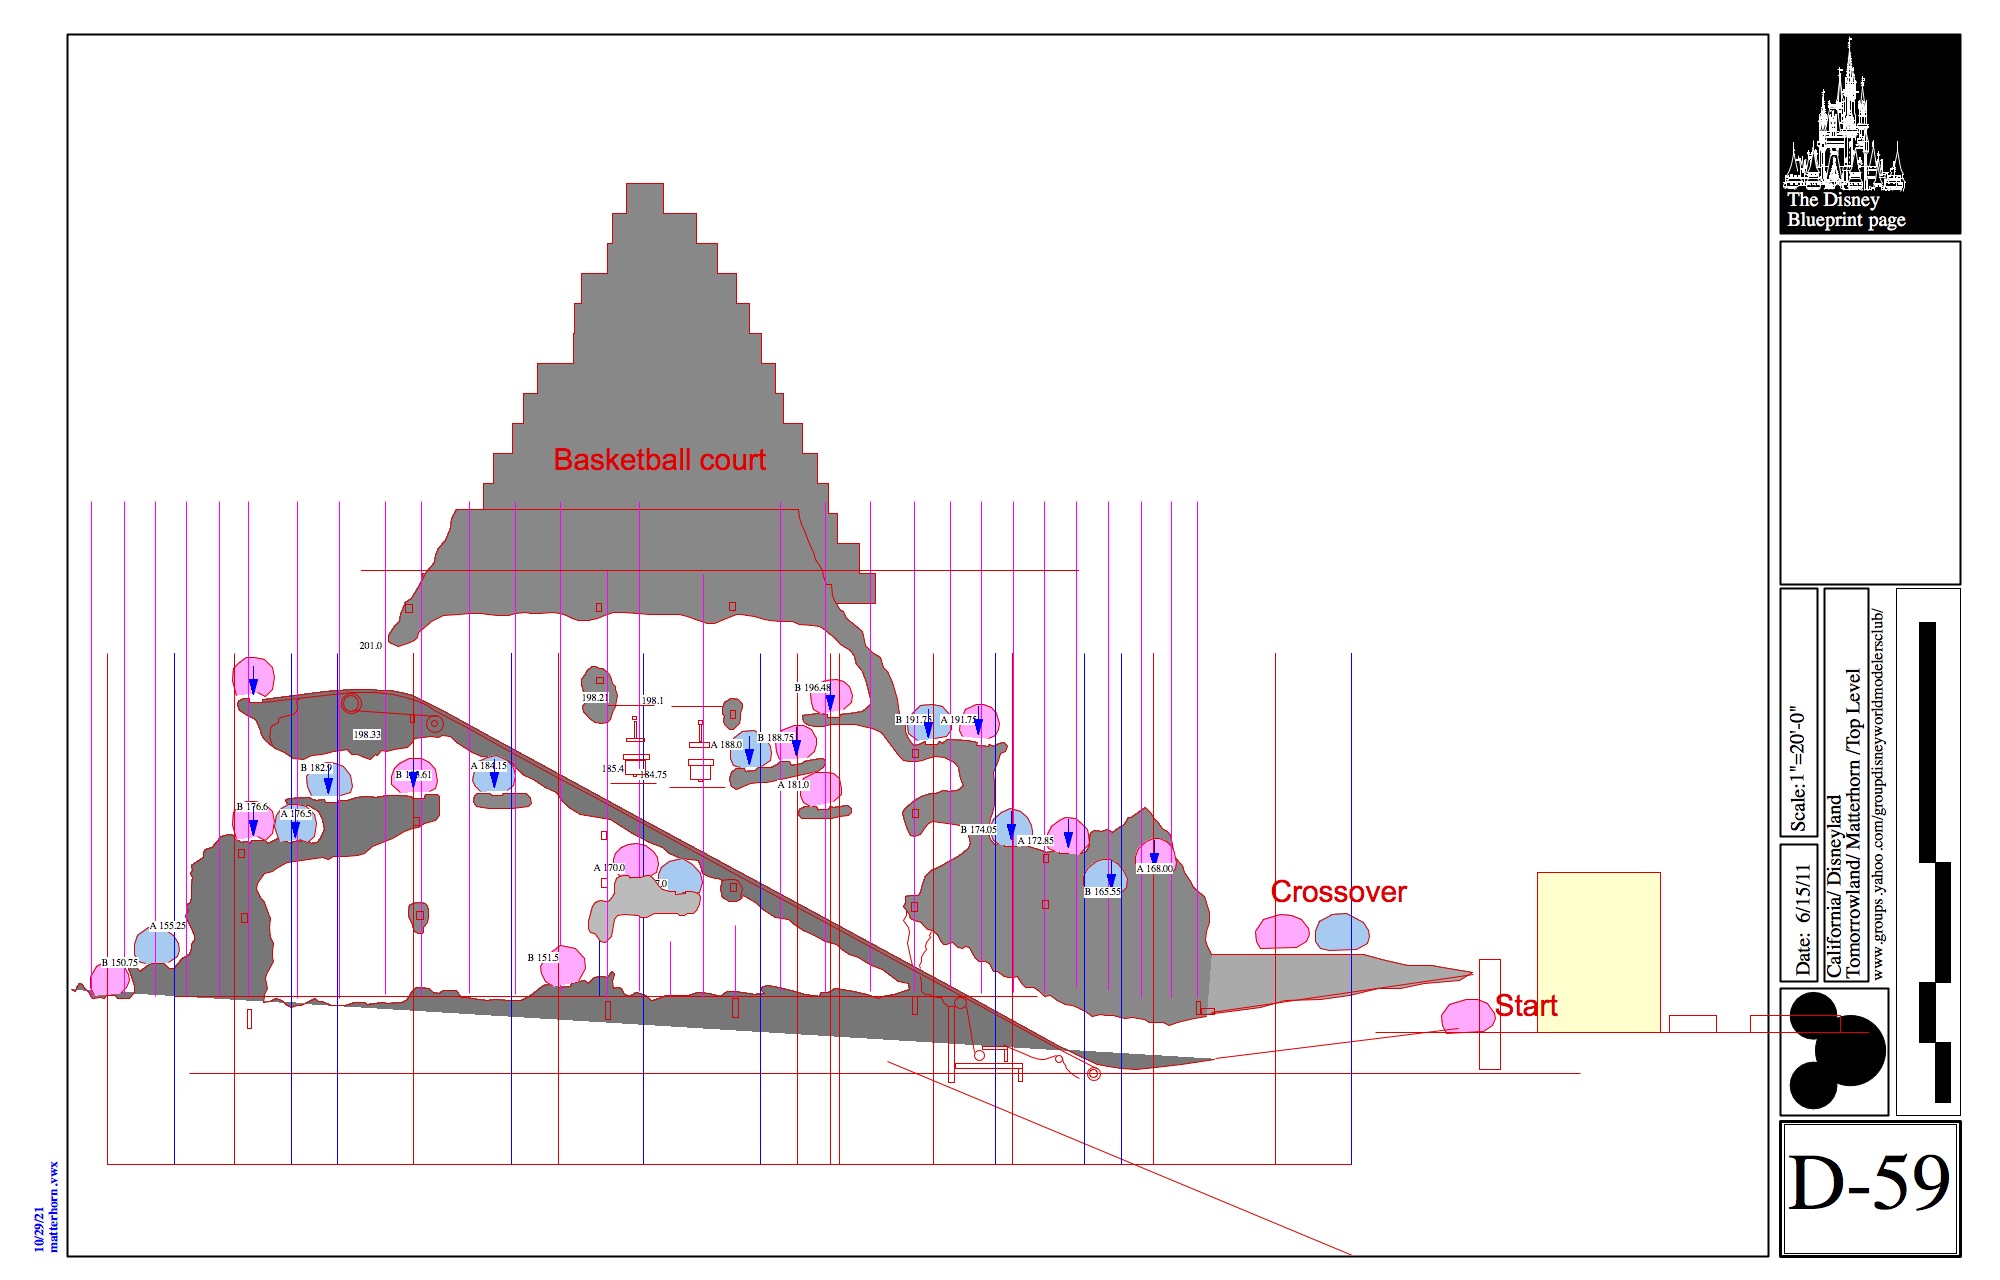 The Disney
Blueprint page
Basketball court
201.0
198.21
198.1
B 196.48
198.33
B 191.75
A 191.75
A 188.0
B 188.75
185.4
184.75
A 184.15
B 182.9
A 181.0
B 176.6
A 176.5
B 174.05
A 172.85
A 170.0
A 168.00
B 165.55
Crossover
A 155.25
B 151.5
B 150.75
Start
Scale:1"=20'-0"
Date: 6/15/11
California/ Disneyland
Tomorrowland/ Matterhorn /Top Level
www.groups .yahoo .com/groupdisneyworldmodelersclub/
D-59
10/29/21
matterhorn.vwx